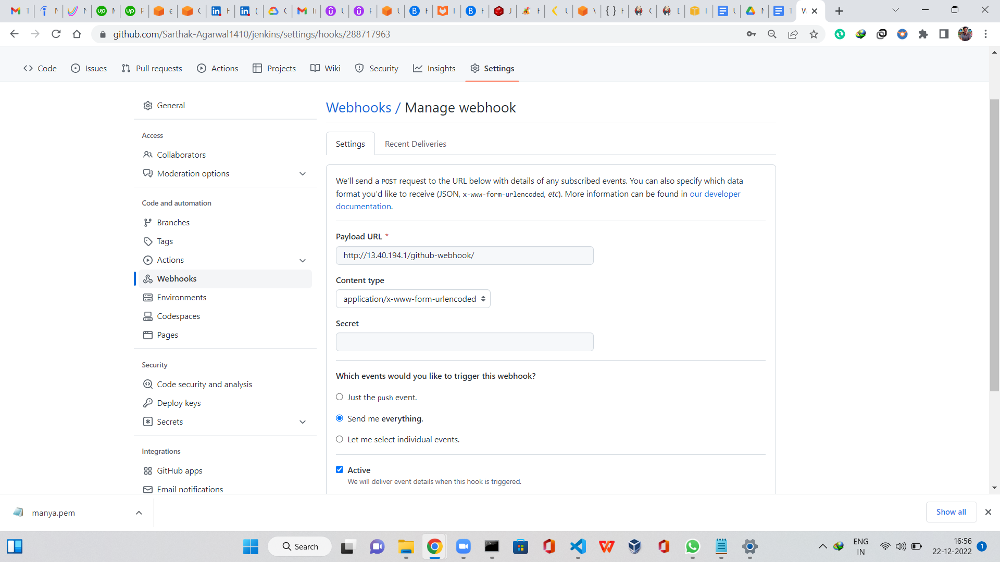 github.com/Sarthak-Agarwal1410/jenkins/settings/hooks/288717963
Code Issues Pull requests Actions Projects Wiki Security Insights Settings
General
Access
Collaborators
Moderation options
Code and automation
Branches
Tags
Actions
Webhooks
Environments
Codespaces
Pages
Security
Code security and analysis
Deploy keys
Secrets
Integrations
GitHub apps
Email notifications
Webhooks / Manage webhook
Settings Recent Deliveries
We'll send a POST request to the URL below with details of any subscribed events. You can also specify which data
format you'd like to receive (JSON, x-www-form-urlencoded, etc). More information can be found in our developer
documentation.
Payload URL *
http://13.40.194.1/github-webhook/
Content type
application/x-www-form-urlencoded
Secret
Which events would you like to trigger this webhook?
Just the push event.
Send me everything.
Let me select individual events.
Active
We will deliver event details when this hook is triggered.
manya.pem
Show all
Search
ENG
IN
16:56
22-12-2022
1